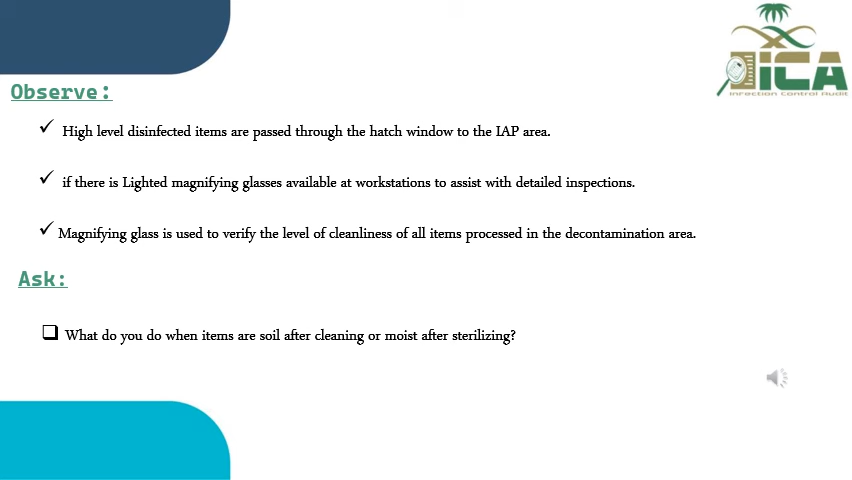 iCA
Infection Control Audit
Observe:
✓ High level disinfected items are passed through the hatch window to the IAP area.
✓ if there is Lighted magnifying glasses available at workstations to assist with detailed inspections.
✓ Magnifying glass is used to verify the level of cleanliness of all items processed in the decontamination area.
Ask:
❑ What do you do when items are soil after cleaning or moist after sterilizing?